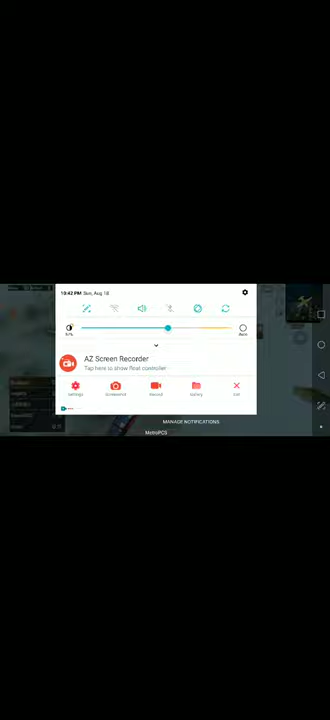 10:42 PM Sun, Aug 18
Auto
AZ Screen Recorder
Tap here to show float controller
Settings
Screenshot
Record
Gallery
Exit
MANAGE NOTIFICATIONS
MetroPCS